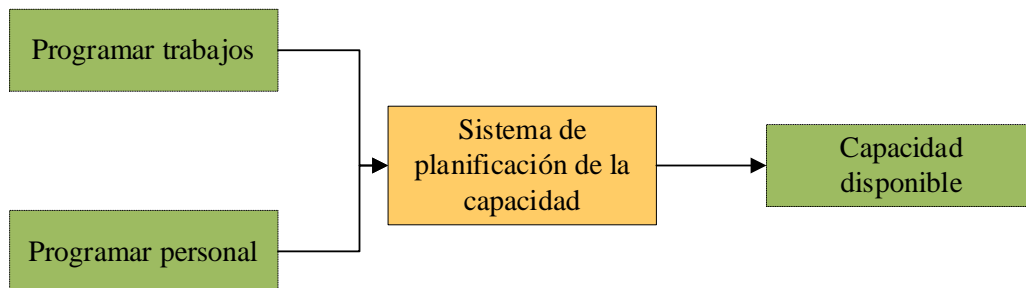 Programar trabajos
Sistema de
planificación de la
capacidad
Capacidad
disponible
Programar personal